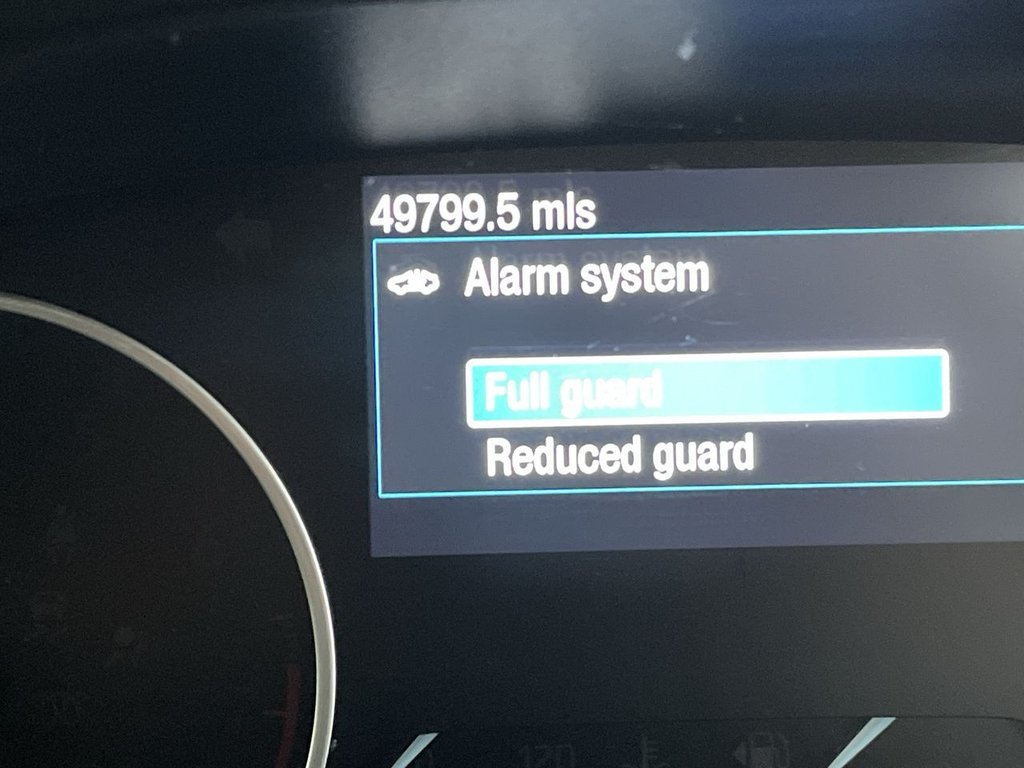 49799.5 mls
Alarm system
Full guard
Reduced guard